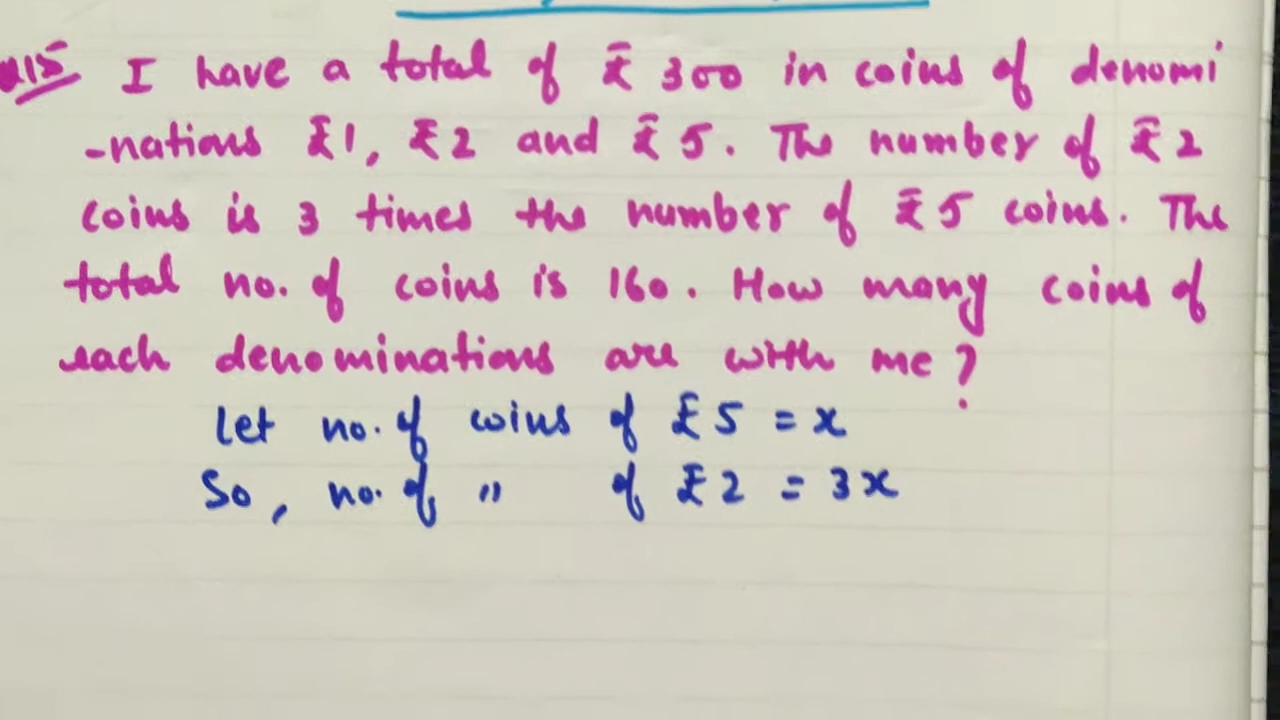 Q15 I have a total of ₹ 300 in coins of denomi
-nations ₹1, ₹2 and ₹5. The number of ₹2
coins is 3 times the number of ₹5 coins. The
total no. of coins is 160. How many coins of
each denominations are with me?
Let no. of coins of ₹5 = x
So, no. of " of ₹2 = 3x